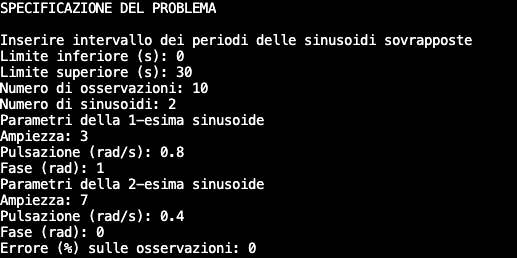 SPECIFICAZIONE DEL PROBLEMA
Inserire intervallo dei periodi delle sinusoidi sovrapposte
Limite inferiore (s): 0
Limite superiore (s): 30
Numero di osservazioni: 10
Numero di sinusoidi: 2
Parametri della 1-esima sinusoide
Ampiezza: 3
Pulsazione (rad/s): 0.8
Fase (rad): 1
Parametri della 2-esima sinusoide
Ampiezza: 7
Pulsazione (rad/s): 0.4
Fase (rad): 0
Errore (%) sulle osservazioni: 0